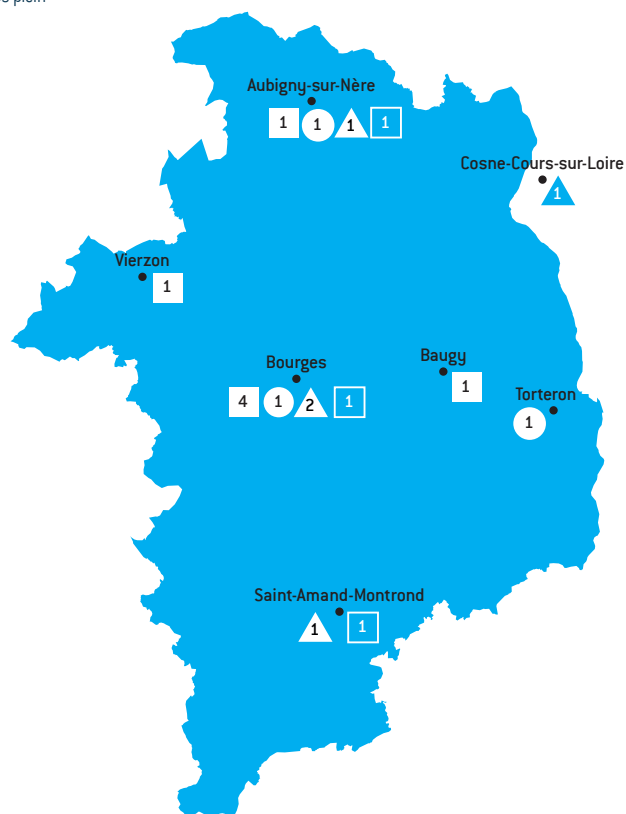 plein
Aubigny-sur-Nère
1 1 1 1
Cosne-Cours-sur-Loire
1
Vierzon
1
Bourges
4 1 2 1
Baugy
1
Torteron
1
Saint-Amand-Montrond
1 1